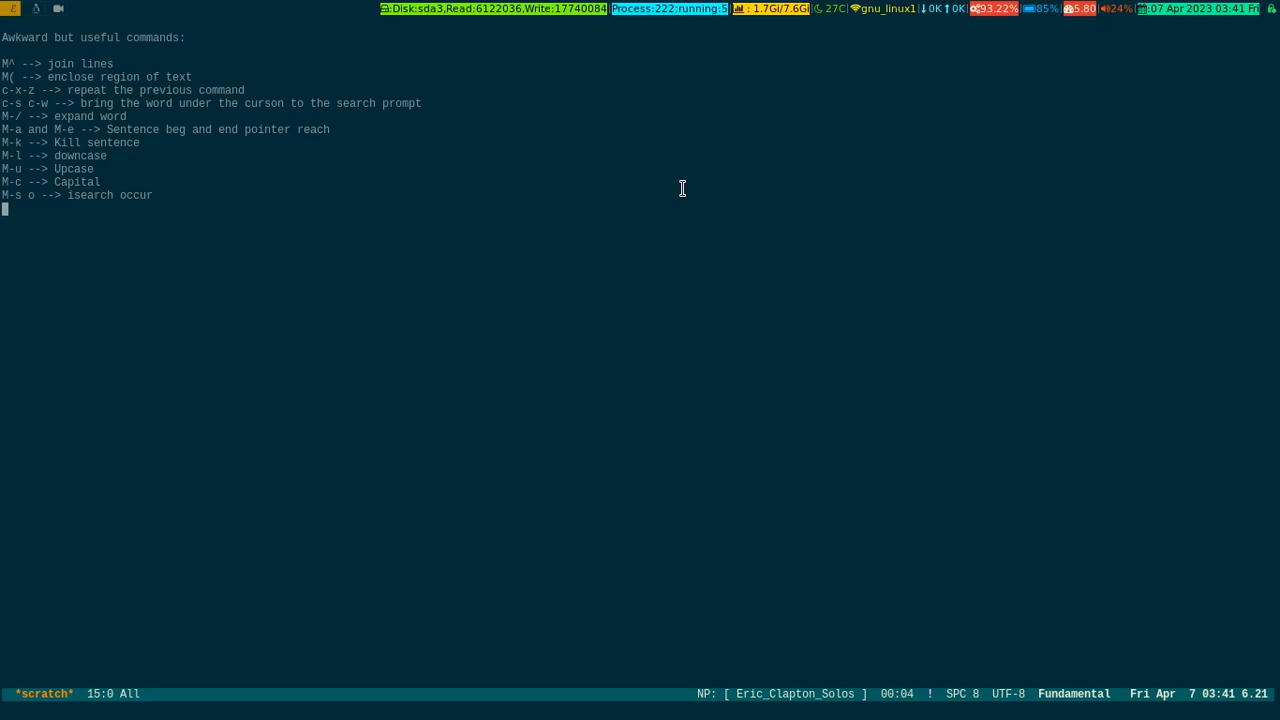 Disk:sda3,Read:6122036,Write:17740084 Process:222;running:5 : 1.7Gi/7.6Gi 27C gnu_linux1 0K 0K 93.22% 85% 5.80 24% :07 Apr 2023 03:41 Fri
Awkward but useful commands:
M^ --> join lines
M( --> enclose region of text
c-x-z --> repeat the previous command
c-s c-w --> bring the word under the curson to the search prompt
M-/ --> expand word
M-a and M-e --> Sentence beg and end pointer reach
M-k --> Kill sentence
M-l --> downcase
M-u --> Upcase
M-c --> Capital
M-s o --> isearch occur
*scratch* 15:0 All NP: [ Eric_Clapton_Solos ] 00:04 ! SPC 8 UTF-8 Fundamental Fri Apr 7 03:41 6.21